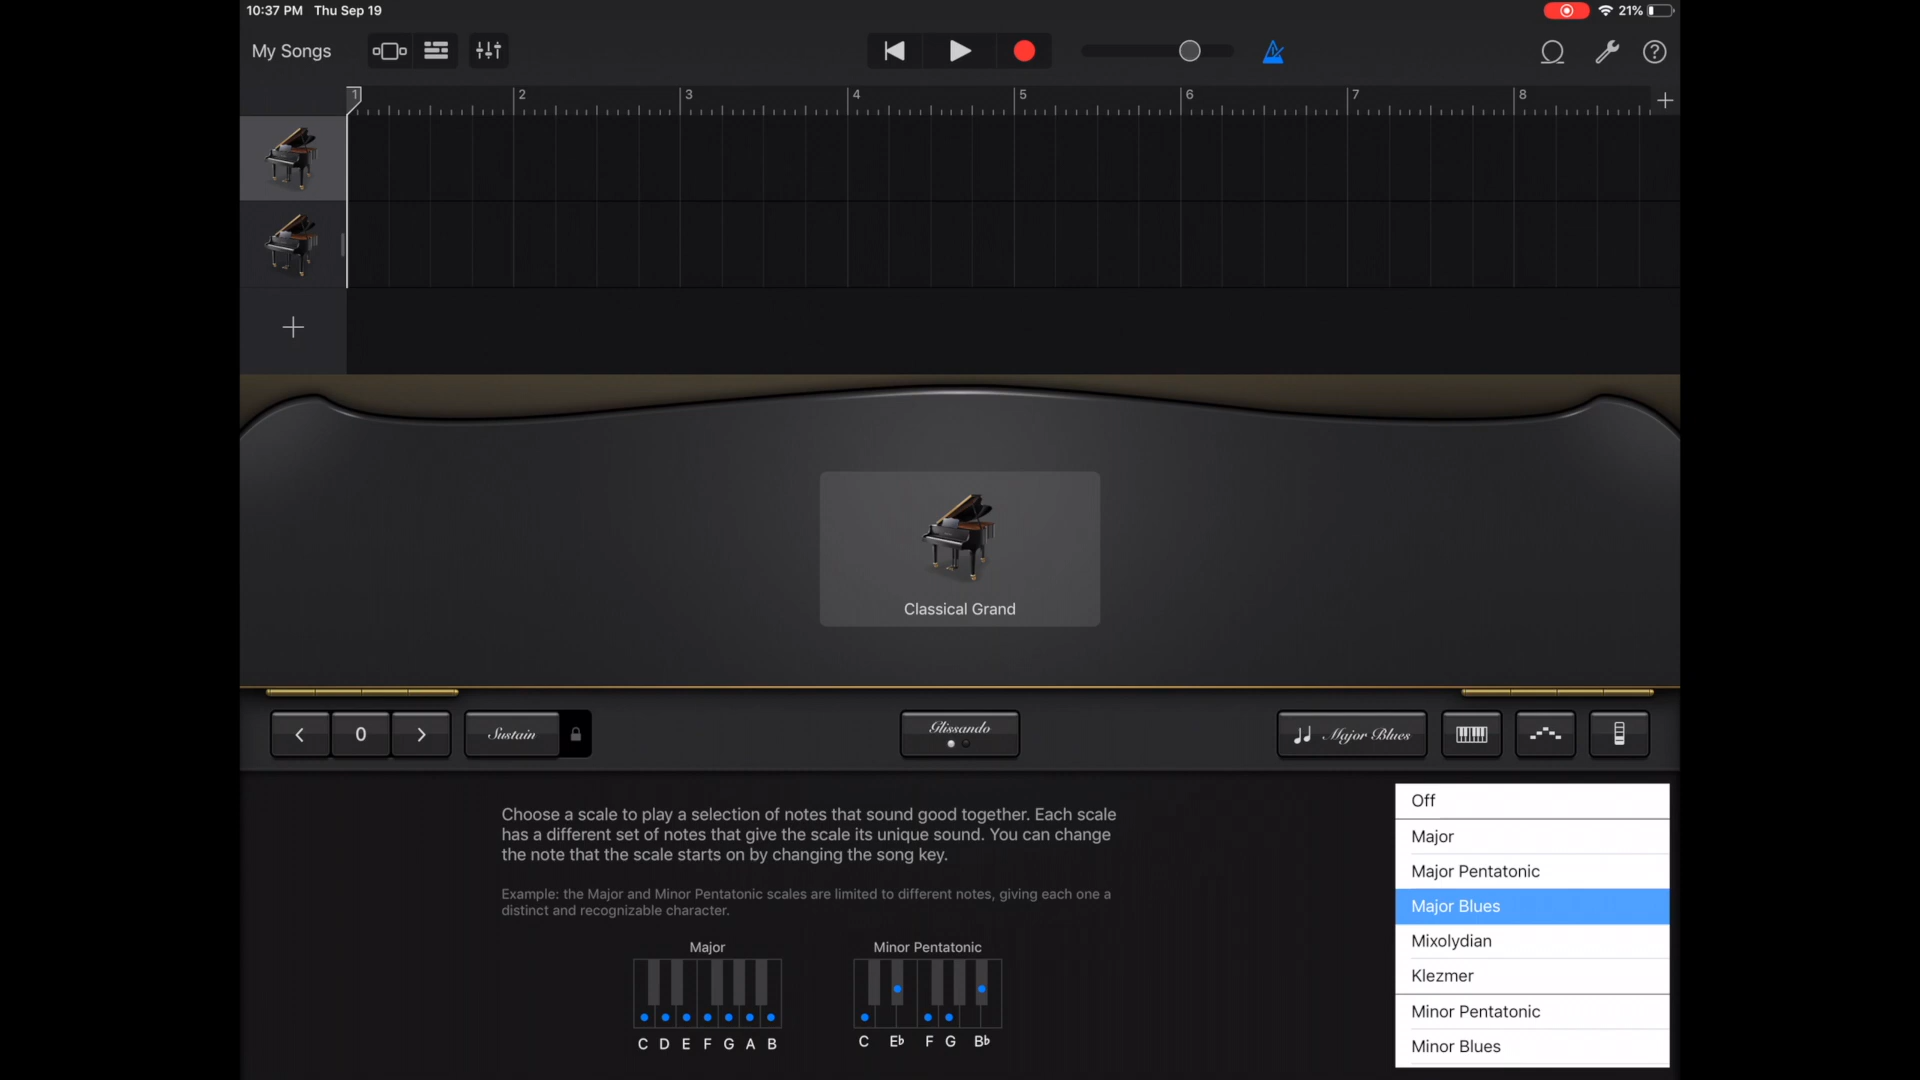 10:37 PM Thu Sep 19
21%
My Songs
1 2 3 4 5 6 7 8
Classical Grand
0
Sustain
Glissando
Major Blues
Choose a scale to play a selection of notes that sound good together. Each scale
has a different set of notes that give the scale its unique sound. You can change
the note that the scale starts on by changing the song key.
Example: the Major and Minor Pentatonic scales are limited to different notes, giving each one a
distinct and recognizable character.
Major
C D E F G A B
Minor Pentatonic
C E♭ F G B♭
Off
Major
Major Pentatonic
Major Blues
Mixolydian
Klezmer
Minor Pentatonic
Minor Blues